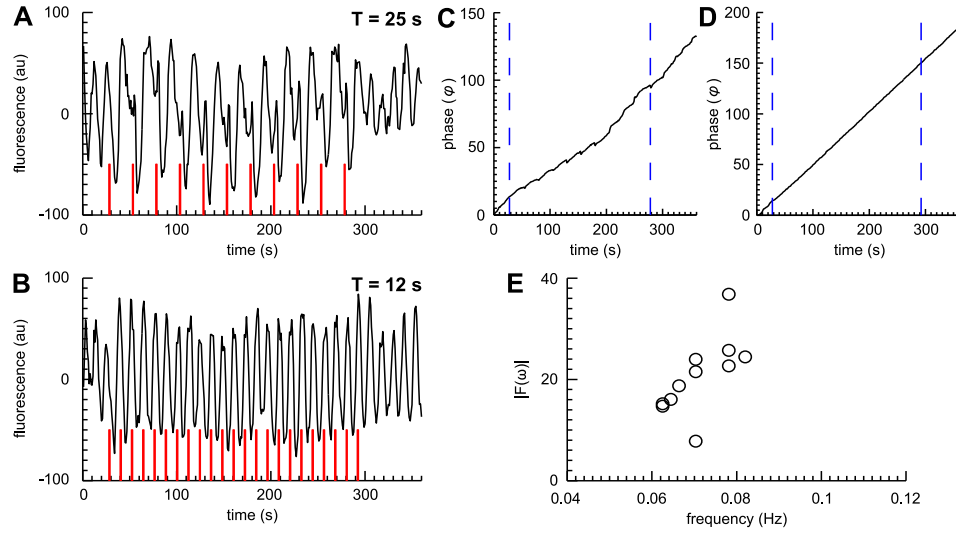 A
T = 25 s
100
0
−100
fluorescence (au)
0
100
200
300
time (s)
B
T = 12 s
100
0
−100
fluorescence (au)
0
100
200
300
time (s)
C
150
100
50
0
phase (φ)
0
100
200
300
time (s)
D
200
150
100
50
0
phase (φ)
0
100
200
300
time (s)
E
40
20
0
|F(ω)|
0.04
0.06
0.08
0.1
0.12
frequency (Hz)